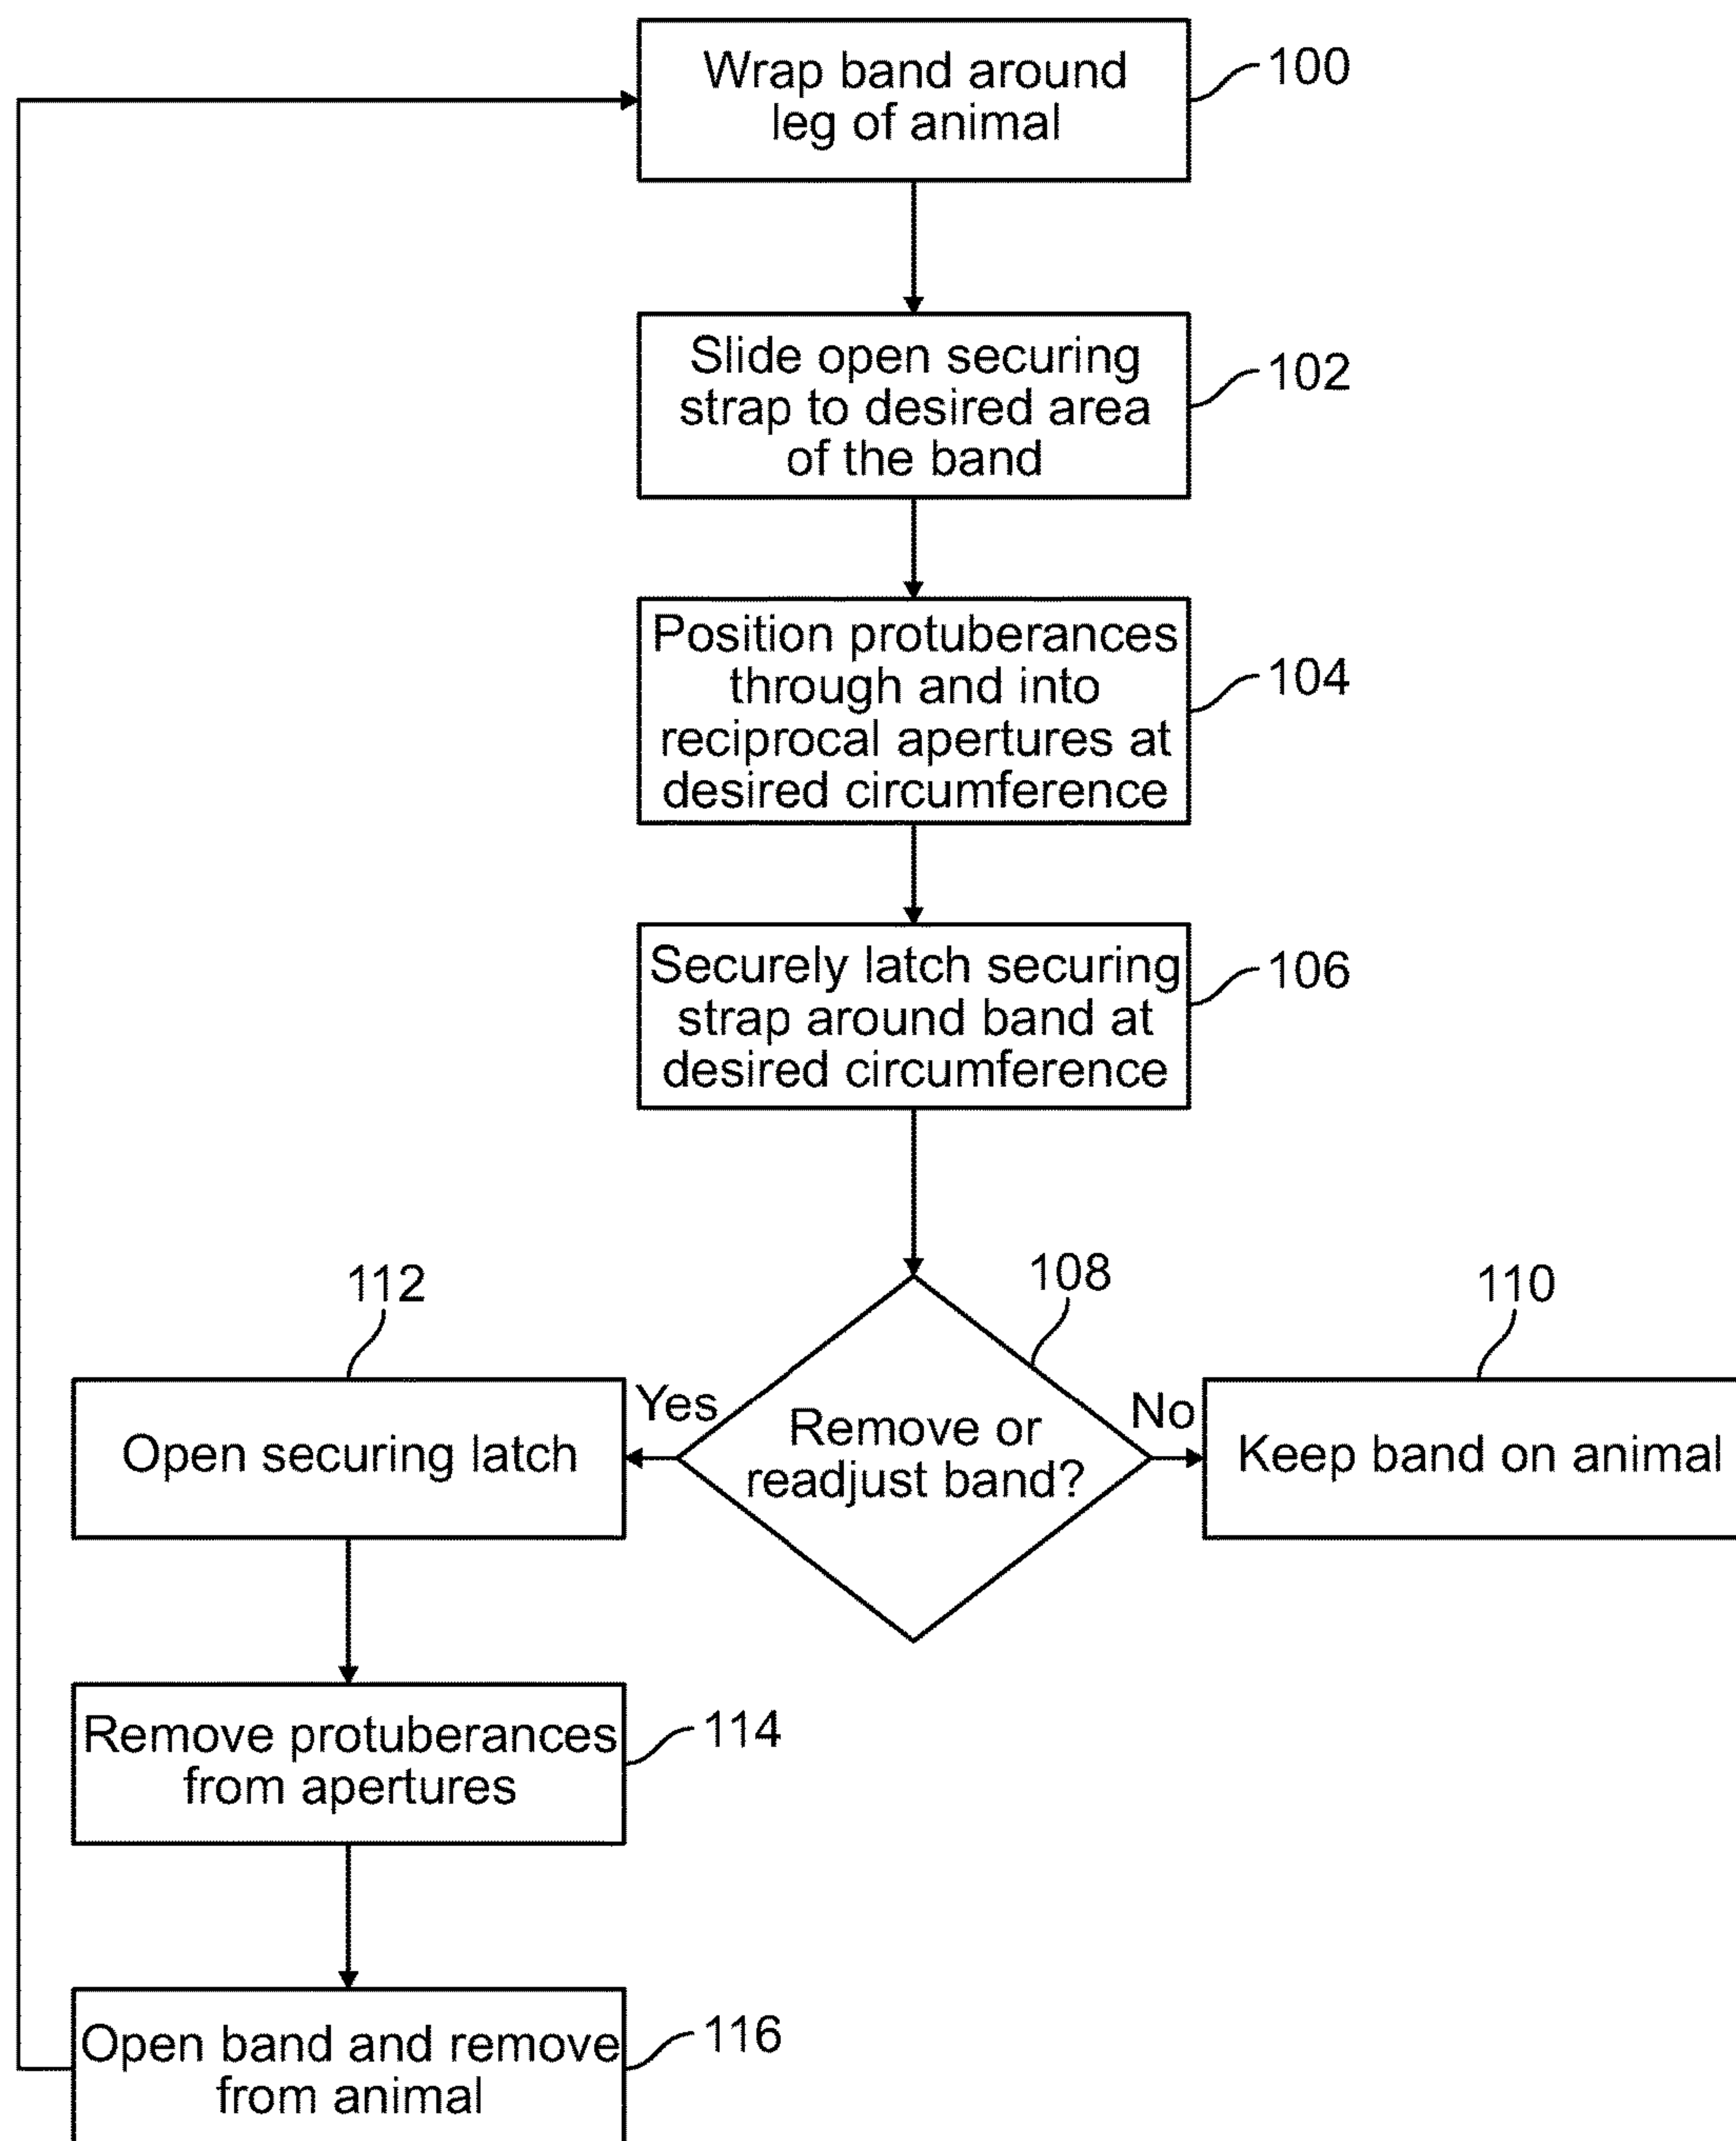 Wrap band around
leg of animal
100
Slide open securing
strap to desired area
of the band
102
Position protuberances
through and into
reciprocal apertures at
desired circumference
104
Securely latch securing
strap around band at
desired circumference
106
108
Remove or
readjust band?
Yes
No
112
Open securing latch
110
Keep band on animal
Remove protuberances
from apertures
114
Open band and remove
from animal
116